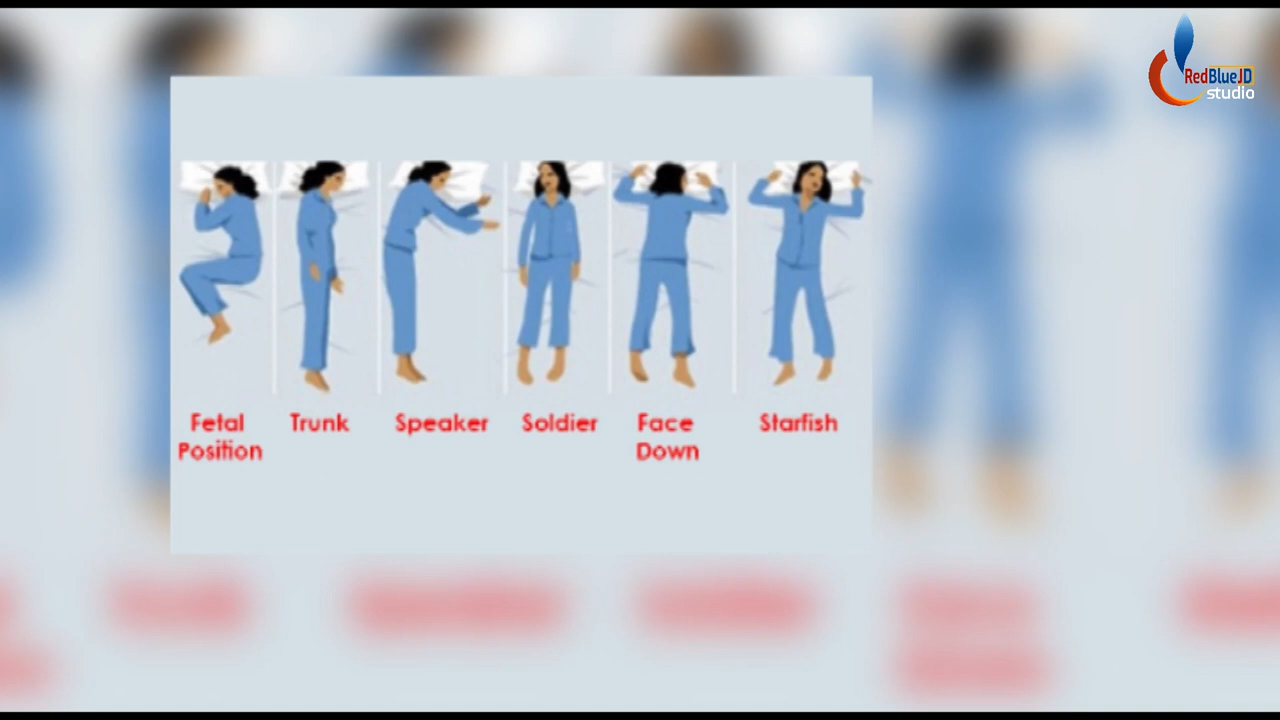 RedBlueJD
studio
Fetal
Position
Trunk
Speaker
Soldier
Face
Down
Starfish